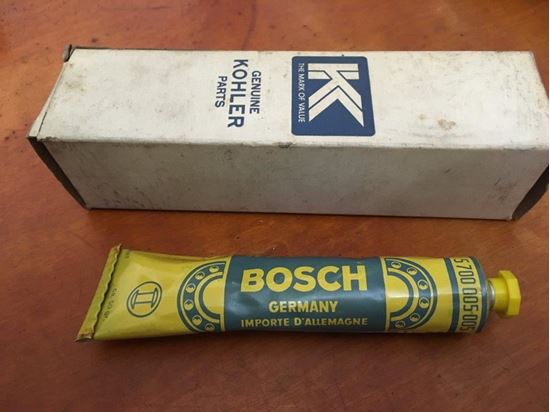 GENUINE
KOHLER
PARTS
K
THE MARK OF VALUE
BOSCH
GERMANY
IMPORTE D'ALLEMAGNE
5 700 005 005